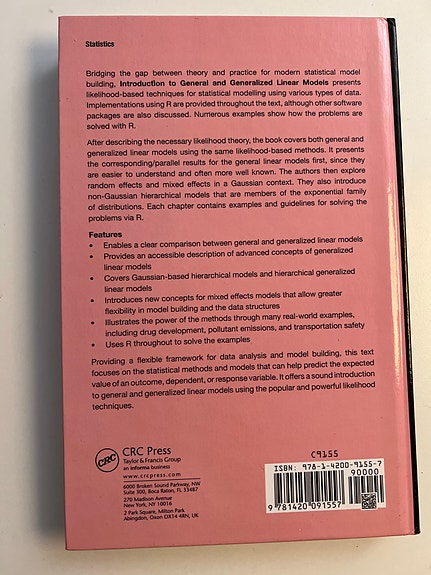 Statistics
Bridging the gap between theory and practice for modern statistical model
building, Introduction to General and Generalized Linear Models presents
likelihood-based techniques for statistical modelling using various types of data.
Implementations using R are provided throughout the text, although other software
packages are also discussed. Numerous examples show how the problems are
solved with R.
After describing the necessary likelihood theory, the book covers both general and
generalized linear models using the same likelihood-based methods. It presents
the corresponding/parallel results for the general linear models first, since they
are easier to understand and often more well known. The authors then explore
random effects and mixed effects in a Gaussian context. They also introduce
non-Gaussian hierarchical models that are members of the exponential family
of distributions. Each chapter contains examples and guidelines for solving the
problems via R.
Features
• Enables a clear comparison between general and generalized linear models
• Provides an accessible description of advanced concepts of generalized
linear models
• Covers Gaussian-based hierarchical models and hierarchical generalized
linear models
• Introduces new concepts for mixed effects models that allow greater
flexibility in model building and the data structures
• Illustrates the power of the methods through many real-world examples,
including drug development, pollutant emissions, and transportation safety
• Uses R throughout to solve the examples
Providing a flexible framework for data analysis and model building, this text
focuses on the statistical methods and models that can help predict the expected
value of an outcome, dependent, or response variable. It offers a sound introduction
to general and generalized linear models using the popular and powerful likelihood
techniques.
CRC
CRC Press
Taylor & Francis Group
an informa business
www.crcpress.com
6000 Broken Sound Parkway, NW
Suite 300, Boca Raton, FL 33487
270 Madison Avenue
New York, NY 10016
2 Park Square, Milton Park
Abingdon, Oxon OX14 4RN, UK
C9155
ISBN: 978-1-4200-9155-7
90000
9781420091557